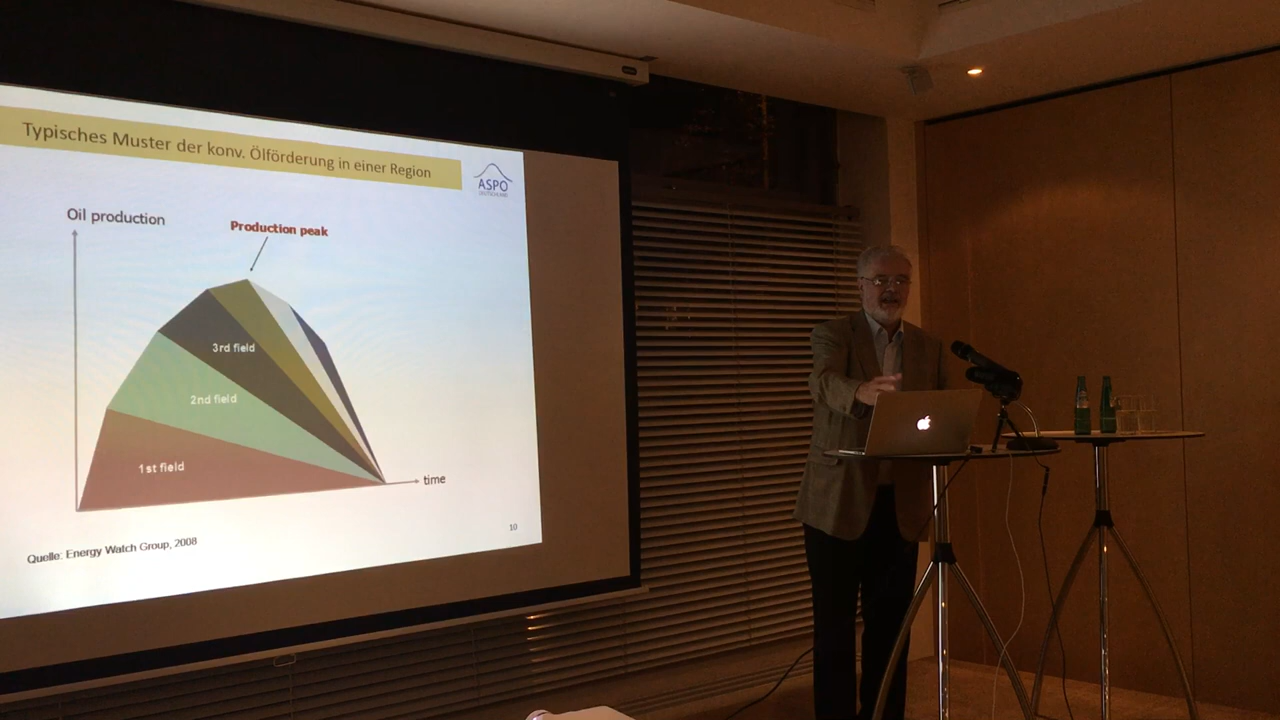 Typisches Muster der konv. Ölförderung in einer Region
ASPO
DEUTSCHLAND
Oil production
Production peak
3rd field
2nd field
1st field
time
10
Quelle: Energy Watch Group, 2008